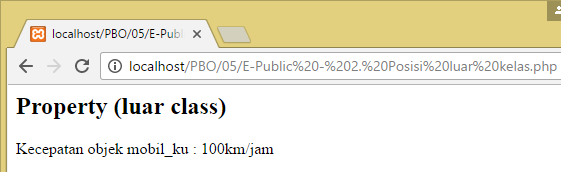 localhost/PBO/05/E-Publ
localhost/PBO/05/E-Public%20-%202.%20Posisi%20luar%20kelas.php
Property (luar class)
Kecepatan objek mobil_ku : 100km/jam